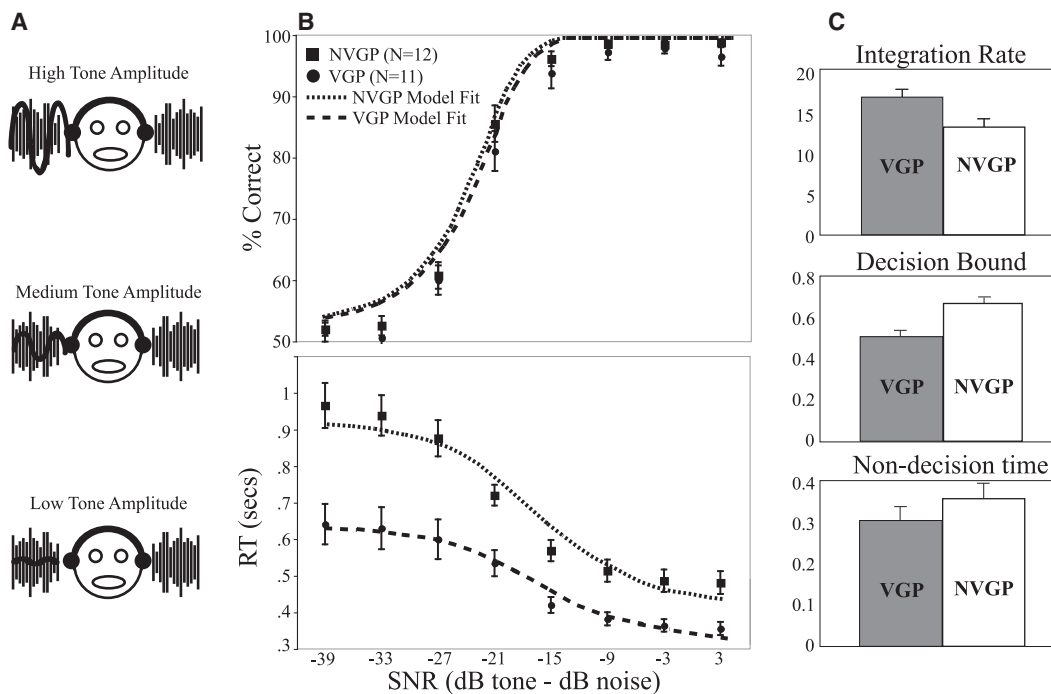 A
High Tone Amplitude
Medium Tone Amplitude
Low Tone Amplitude
B
% Correct
100
90
80
70
60
50
NVGP (N=12)
VGP (N=11)
NVGP Model Fit
VGP Model Fit
RT (secs)
1
.9
.8
.7
.6
.5
.4
.3
-39 -33 -27 -21 -15 -9 -3 3
SNR (dB tone - dB noise)
C
Integration Rate
20
15
10
5
0
VGP NVGP
Decision Bound
0.8
0.6
0.4
0.2
0
VGP NVGP
Non-decision time
0.4
0.3
0.2
0.1
0
VGP NVGP